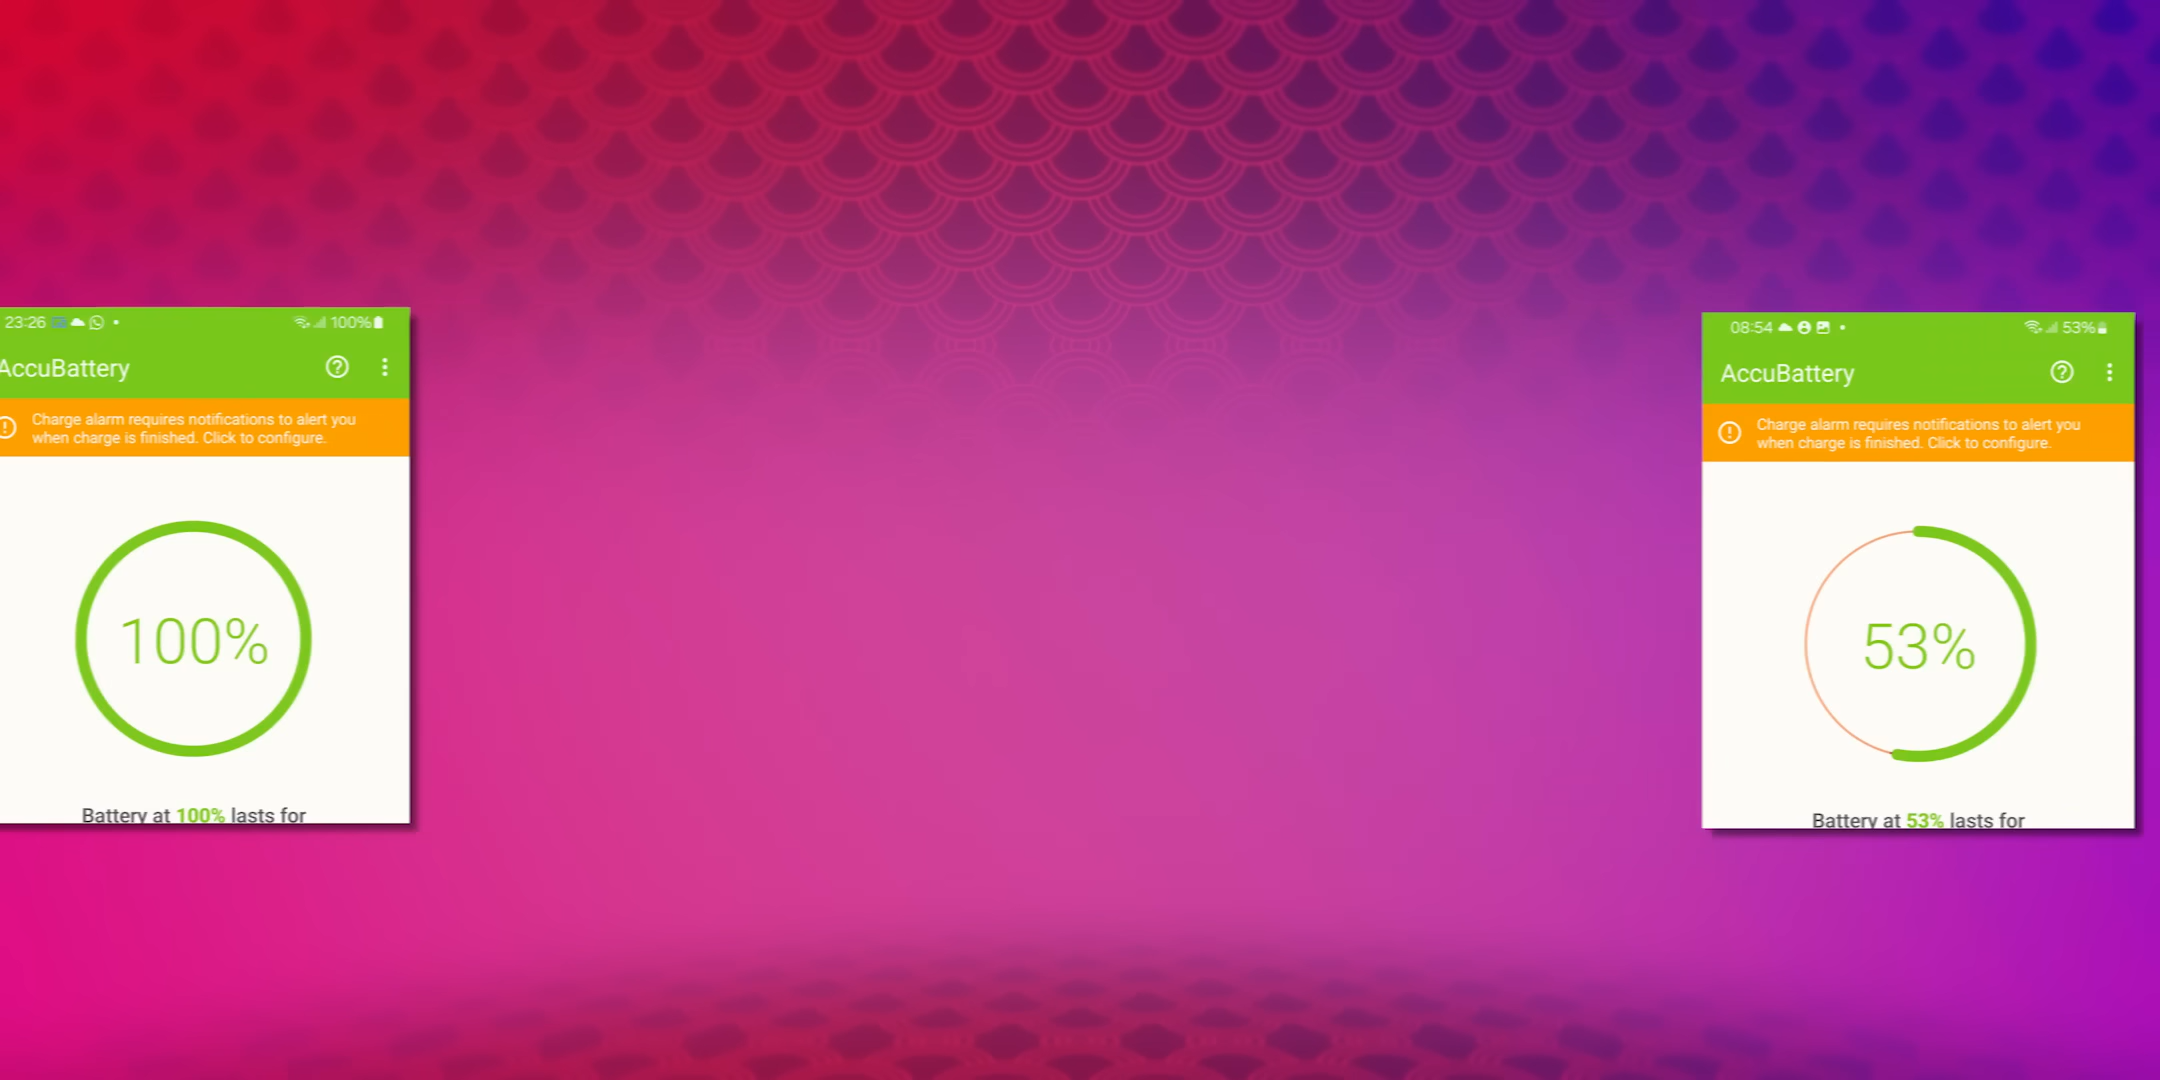 23:26
100%
AccuBattery
Charge alarm requires notifications to alert you
when charge is finished. Click to configure.
100%
Battery at 100% lasts for
08:54
53%
AccuBattery
Charge alarm requires notifications to alert you
when charge is finished. Click to configure.
53%
Battery at 53% lasts for